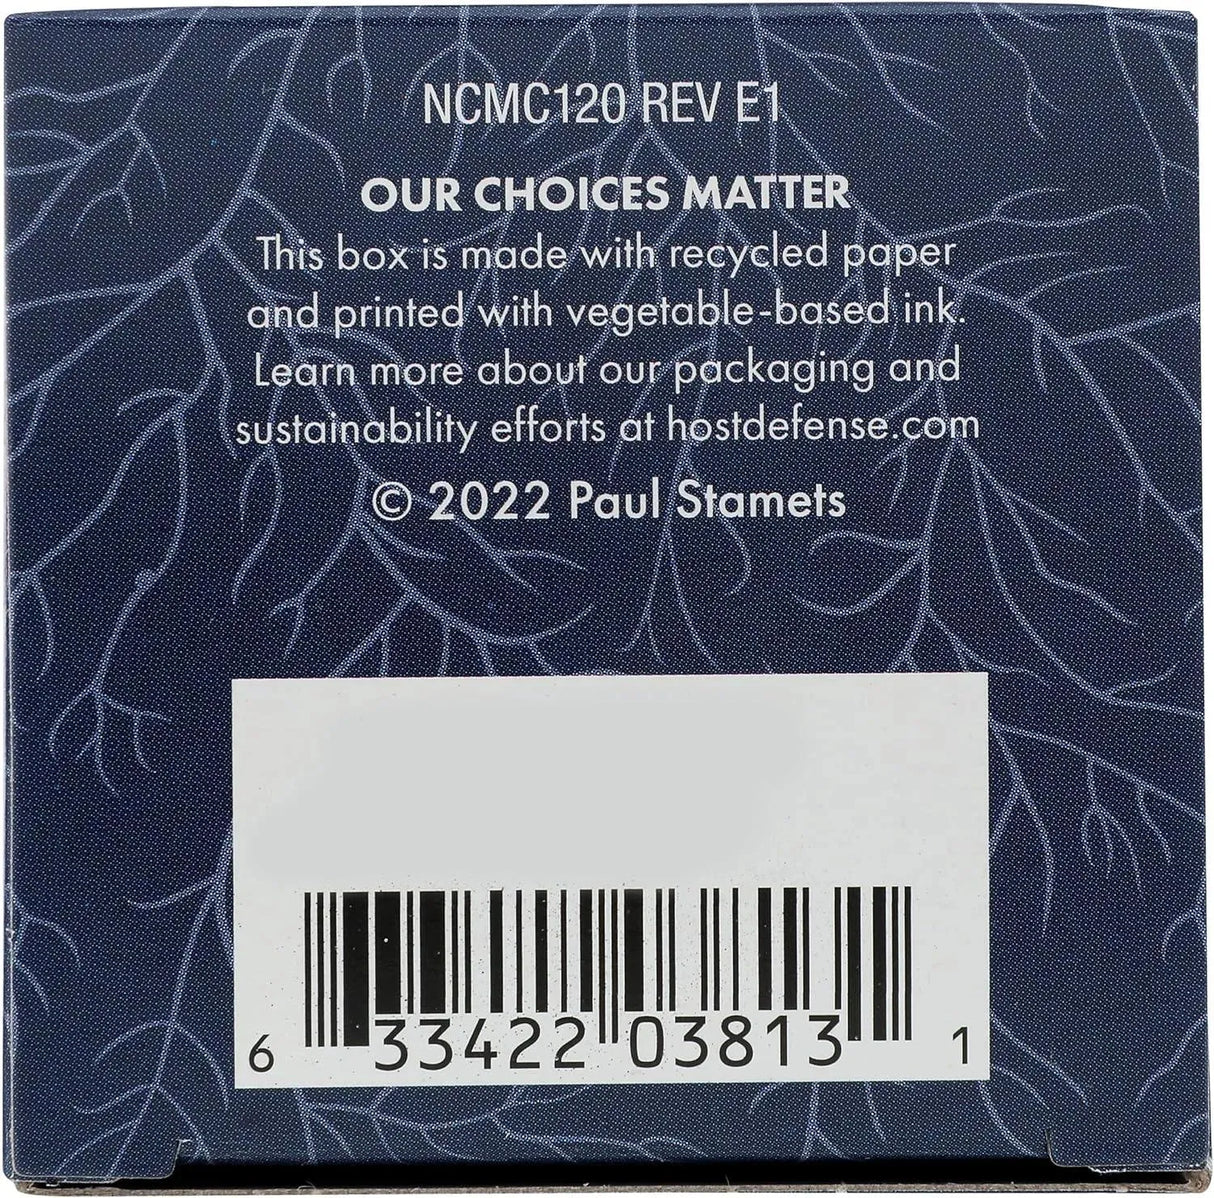 NCMC120 REV E1
OUR CHOICES MATTER
This box is made with recycled paper
and printed with vegetable-based ink.
Learn more about our packaging and
sustainability efforts at hostdefense.com
© 2022 Paul Stamets
6 33422 03813 1